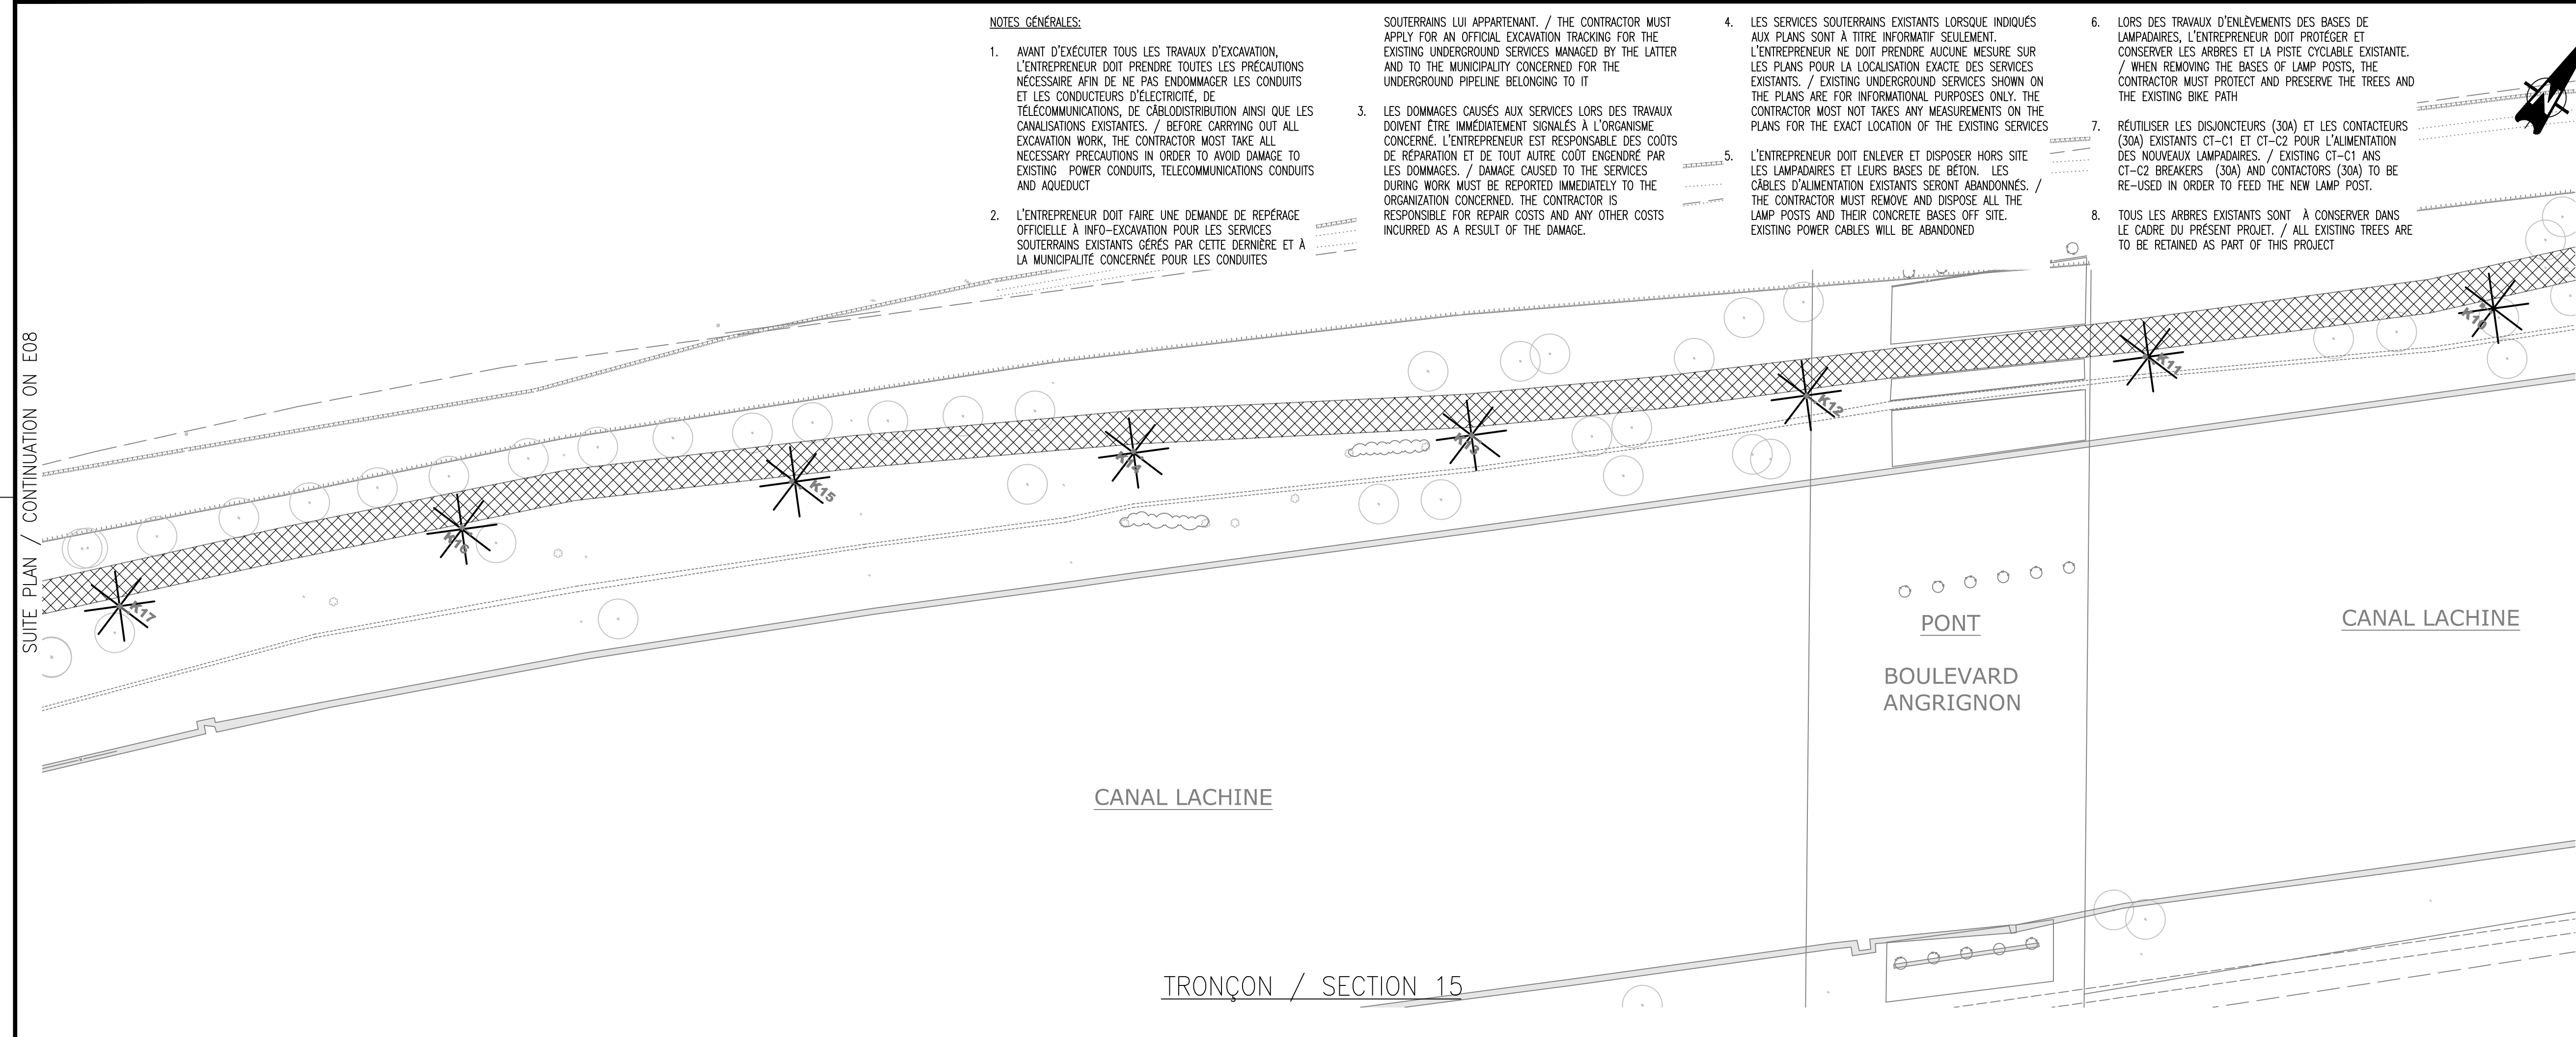 NOTES GÉNÉRALES:
1. AVANT D'EXÉCUTER TOUS LES TRAVAUX D'EXCAVATION,
L'ENTREPRENEUR DOIT PRENDRE TOUTES LES PRÉCAUTIONS
NÉCESSAIRE AFIN DE NE PAS ENDOMMAGER LES CONDUITS
ET LES CONDUCTEURS D'ÉLECTRICITÉ, DE
TÉLÉCOMMUNICATIONS, DE CÂBLODISTRIBUTION AINSI QUE LES
CANALISATIONS EXISTANTES. / BEFORE CARRYING OUT ALL
EXCAVATION WORK, THE CONTRACTOR MOST TAKE ALL
NECESSARY PRECAUTIONS IN ORDER TO AVOID DAMAGE TO
EXISTING POWER CONDUITS, TELECOMMUNICATIONS CONDUITS
AND AQUEDUCT
2. L'ENTREPRENEUR DOIT FAIRE UNE DEMANDE DE REPÉRAGE
OFFICIELLE À INFO-EXCAVATION POUR LES SERVICES
SOUTERRAINS EXISTANTS GÉRÉS PAR CETTE DERNIÈRE ET À
LA MUNICIPALITÉ CONCERNÉE POUR LES CONDUITES
SOUTERRAINS LUI APPARTENANT. / THE CONTRACTOR MUST
APPLY FOR AN OFFICIAL EXCAVATION TRACKING FOR THE
EXISTING UNDERGROUND SERVICES MANAGED BY THE LATTER
AND TO THE MUNICIPALITY CONCERNED FOR THE
UNDERGROUND PIPELINE BELONGING TO IT
3. LES DOMMAGES CAUSÉS AUX SERVICES LORS DES TRAVAUX
DOIVENT ÊTRE IMMÉDIATEMENT SIGNALÉS À L'ORGANISME
CONCERNÉ. L'ENTREPRENEUR EST RESPONSABLE DES COÛTS
DE RÉPARATION ET DE TOUT AUTRE COÛT ENGENDRÉ PAR
LES DOMMAGES. / DAMAGE CAUSED TO THE SERVICES
DURING WORK MUST BE REPORTED IMMEDIATELY TO THE
ORGANIZATION CONCERNED. THE CONTRACTOR IS
RESPONSIBLE FOR REPAIR COSTS AND ANY OTHER COSTS
INCURRED AS A RESULT OF THE DAMAGE.
4. LES SERVICES SOUTERRAINS EXISTANTS LORSQUE INDIQUÉS
AUX PLANS SONT À TITRE INFORMATIF SEULEMENT.
L'ENTREPRENEUR NE DOIT PRENDRE AUCUNE MESURE SUR
LES PLANS POUR LA LOCALISATION EXACTE DES SERVICES
EXISTANTS. / EXISTING UNDERGROUND SERVICES SHOWN ON
THE PLANS ARE FOR INFORMATIONAL PURPOSES ONLY. THE
CONTRACTOR MOST NOT TAKES ANY MEASUREMENTS ON THE
PLANS FOR THE EXACT LOCATION OF THE EXISTING SERVICES
5. L'ENTREPRENEUR DOIT ENLEVER ET DISPOSER HORS SITE
LES LAMPADAIRES ET LEURS BASES DE BÉTON. LES
CÂBLES D'ALIMENTATION EXISTANTS SERONT ABANDONNÉS. /
THE CONTRACTOR MUST REMOVE AND DISPOSE ALL THE
LAMP POSTS AND THEIR CONCRETE BASES OFF SITE.
EXISTING POWER CABLES WILL BE ABANDONED
6. LORS DES TRAVAUX D'ENLÈVEMENTS DES BASES DE
LAMPADAIRES, L'ENTREPRENEUR DOIT PROTÉGER ET
CONSERVER LES ARBRES ET LA PISTE CYCLABLE EXISTANTE.
/ WHEN REMOVING THE BASES OF LAMP POSTS, THE
CONTRACTOR MUST PROTECT AND PRESERVE THE TREES AND
THE EXISTING BIKE PATH
7. RÉUTILISER LES DISJONCTEURS (30A) ET LES CONTACTEURS
(30A) EXISTANTS CT-C1 ET CT-C2 POUR L'ALIMENTATION
DES NOUVEAUX LAMPADAIRES. / EXISTING CT-C1 ANS
CT-C2 BREAKERS (30A) AND CONTACTORS (30A) TO BE
RE-USED IN ORDER TO FEED THE NEW LAMP POST.
8. TOUS LES ARBRES EXISTANTS SONT À CONSERVER DANS
LE CADRE DU PRÉSENT PROJET. / ALL EXISTING TREES ARE
TO BE RETAINED AS PART OF THIS PROJECT
N
SUITE PLAN / CONTINUATION ON E08
K17
K16
K15
K14
K13
K12
K11
K10
PONT
BOULEVARD
ANGRIGNON
CANAL LACHINE
CANAL LACHINE
TRONÇON / SECTION 15